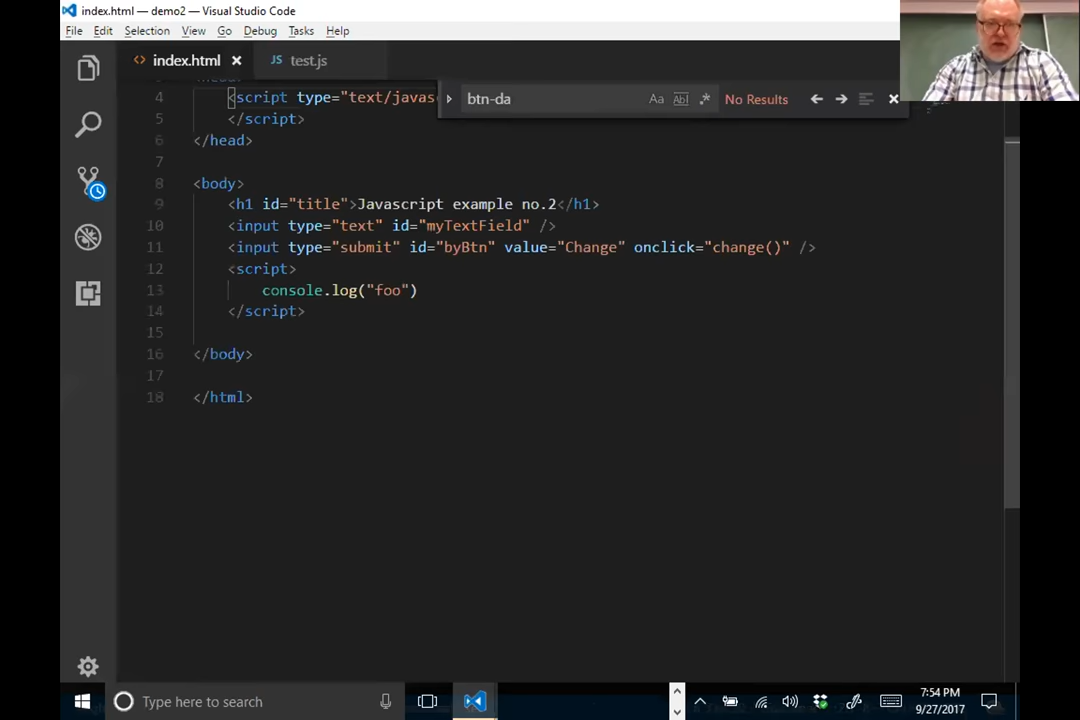 index.html — demo2 — Visual Studio Code
File Edit Selection View Go Debug Tasks Help
index.html JS test.js
btn-da Aa Abl .* No Results
4 <script type="text/javas
5 </script>
6 </head>
7
8 <body>
9 <h1 id="title">Javascript example no.2</h1>
10 <input type="text" id="myTextField" />
11 <input type="submit" id="byBtn" value="Change" onclick="change()" />
12 <script>
13 console.log("foo")
14 </script>
15
16 </body>
17
18 </html>
Type here to search
7:54 PM
9/27/2017